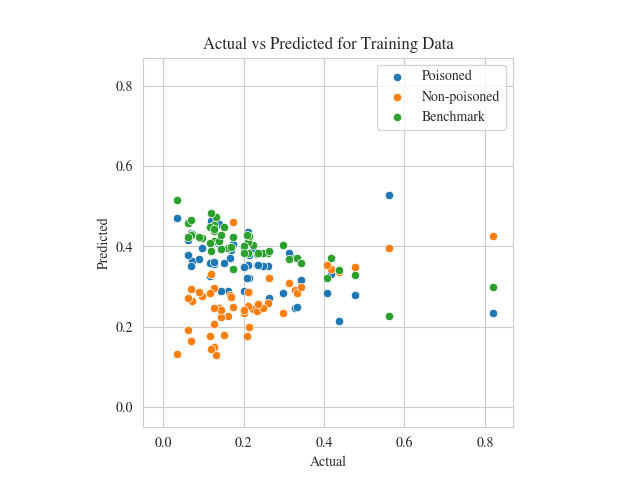 Actual vs Predicted for Training Data
Poisoned
Non-poisoned
Benchmark
0.8
0.6
0.4
0.2
0.0
Predicted
0.0 0.2 0.4 0.6 0.8
Actual